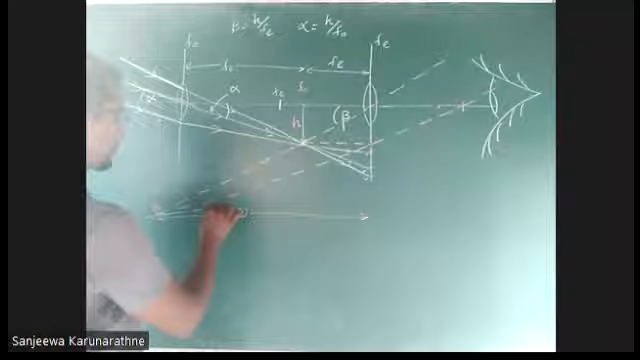 β = h/fe α = h/fo
fo
fe
fo
fe
α
α
fe
fo
h
β
Sanjeewa Karunarathne